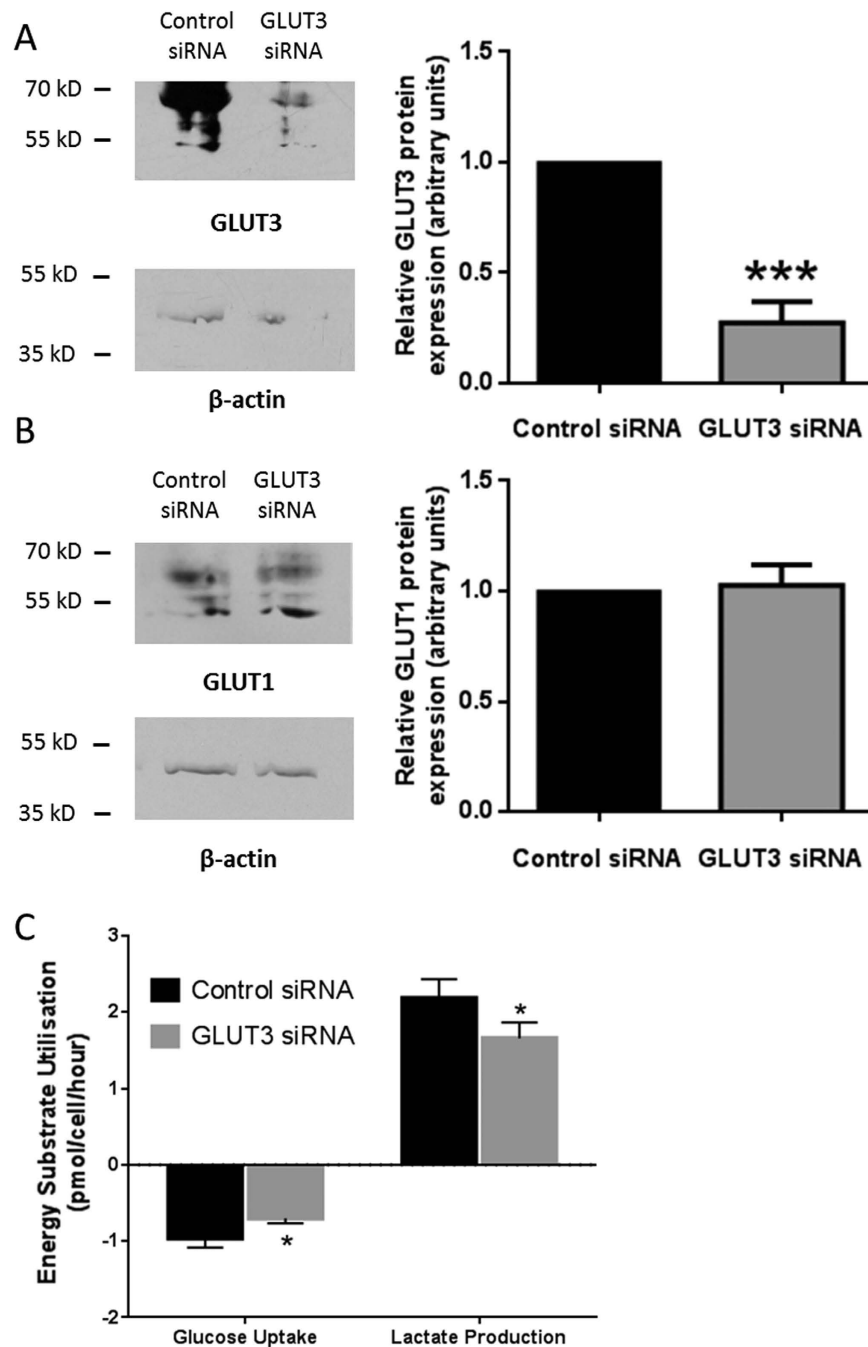 A
Control
siRNA
GLUT3
siRNA
70 kD
55 kD
GLUT3
55 kD
35 kD
β-actin
Relative GLUT3 protein
expression (arbitrary units)
1.5
1.0
0.5
0.0
***
Control siRNA
GLUT3 siRNA
B
Control
siRNA
GLUT3
siRNA
70 kD
55 kD
GLUT1
55 kD
35 kD
β-actin
Relative GLUT1 protein
expression (arbitrary units)
1.5
1.0
0.5
0.0
Control siRNA
GLUT3 siRNA
C
Energy Substrate Utilisation
(pmol/cell/hour)
3
2
1
0
-1
-2
Control siRNA
GLUT3 siRNA
*
*
Glucose Uptake
Lactate Production